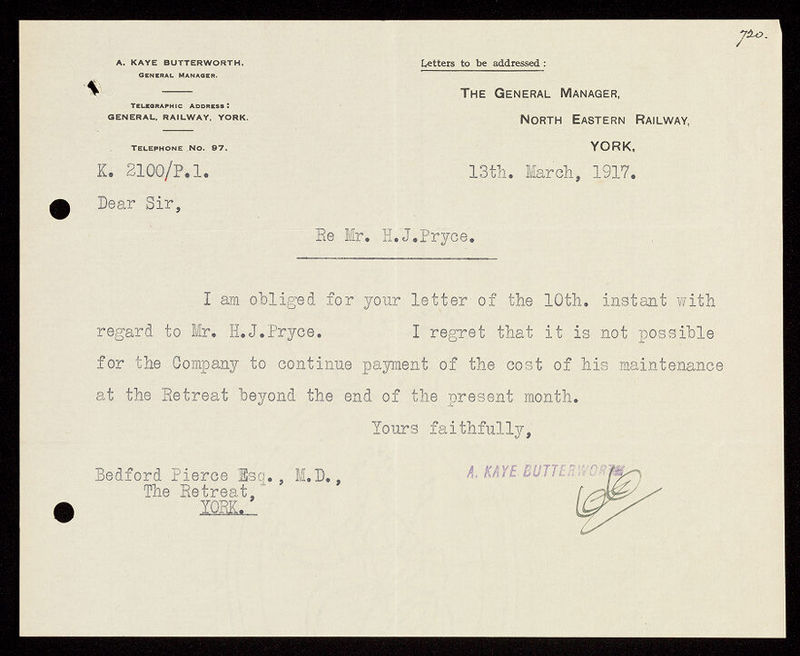 720.
A. KAYE BUTTERWORTH,
GENERAL MANAGER.
TELEGRAPHIC ADDRESS:
GENERAL, RAILWAY, YORK.
TELEPHONE NO. 97.
Letters to be addressed:
THE GENERAL MANAGER,
NORTH EASTERN RAILWAY,
YORK,
K. 2100/P.1.
13th. March, 1917.
Dear Sir,
Re Mr. H.J.Pryce.
I am obliged for your letter of the 10th. instant with
regard to Mr. H.J.Pryce. I regret that it is not possible
for the Company to continue payment of the cost of his maintenance
at the Retreat beyond the end of the present month.
Yours faithfully,
A. KAYE BUTTERWORTH
Bedford Pierce Esq., M.D.,
The Retreat,
YORK.